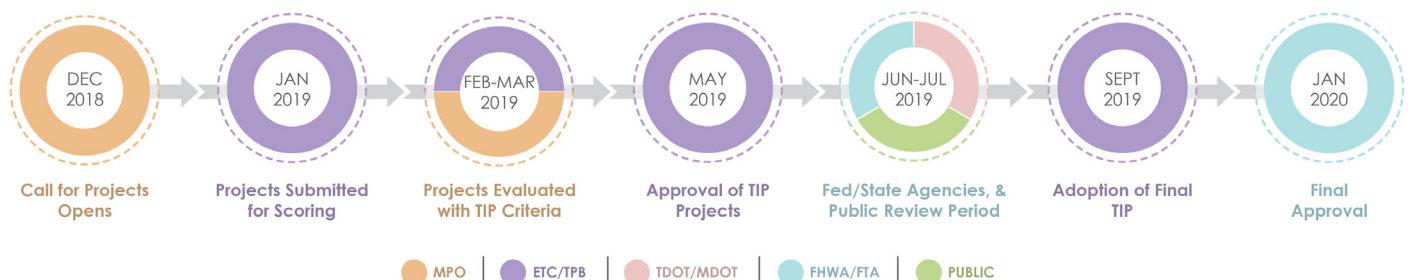 DEC
2018
JAN
2019
FEB-MAR
2019
MAY
2019
JUN-JUL
2019
SEPT
2019
JAN
2020
Call for Projects
Opens
Projects Submitted
for Scoring
Projects Evaluated
with TIP Criteria
Approval of TIP
Projects
Fed/State Agencies, &
Public Review Period
Adoption of Final
TIP
Final
Approval
MPO
ETC/TPB
TDOT/MDOT
FHWA/FTA
PUBLIC